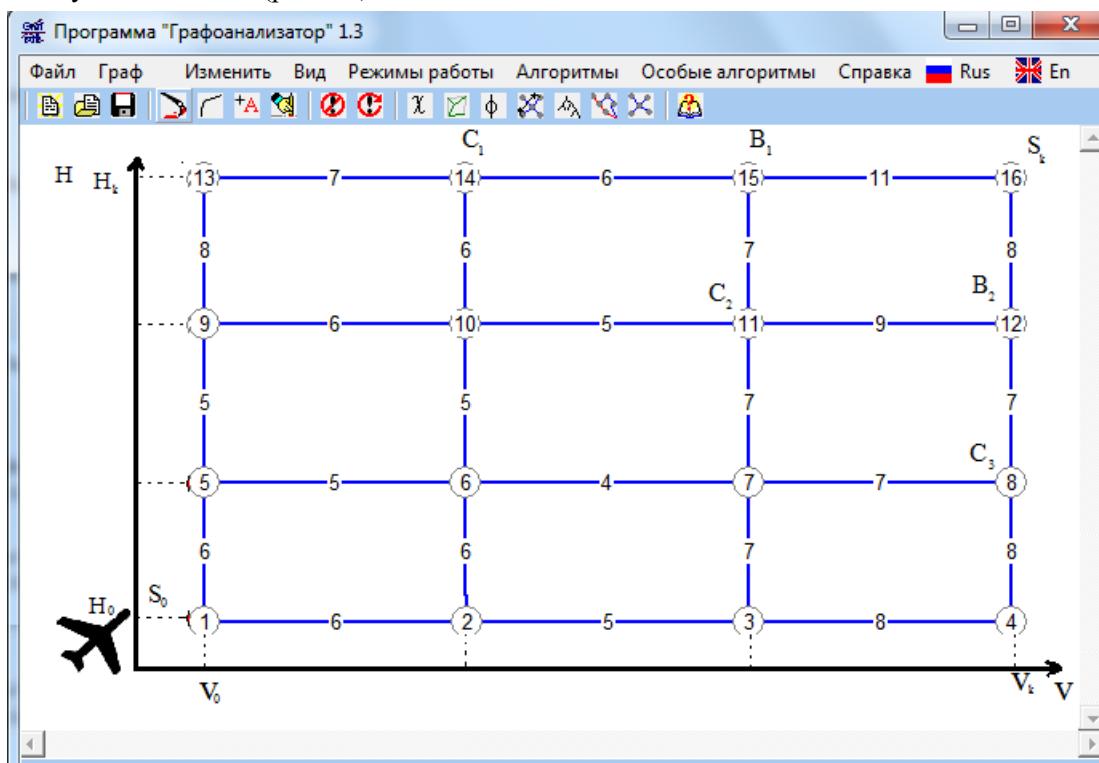 Программа "Графоанализатор" 1.3
Файл Граф Изменить Вид Режимы работы Алгоритмы Особые алгоритмы Справка Rus En
C₁ B₁ Sₖ
H Hₖ 13 7 14 6 15 11 16
8 6 7 8
C₂ B₂
9 6 10 5 11 9 12
5 5 7 7
C₃
5 5 6 4 7 7 8
6 6 7 8
H₀ S₀
1 6 2 5 3 8 4
V₀ Vₖ V